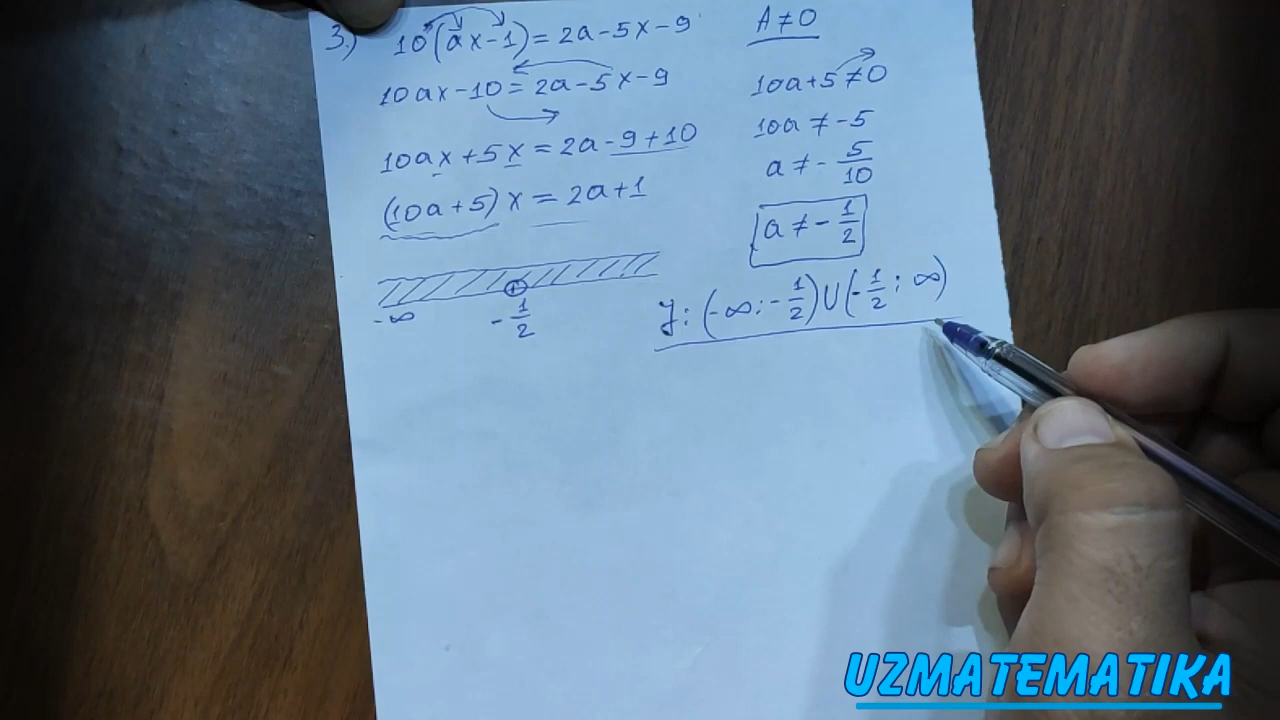 3.) 10(ax-1)=2a-5x-9
10ax-10=2a-5x-9
10ax+5x=2a-9+10
(10a+5)x=2a+1
-∞
-1/2
A≠0
10a+5≠0
10a≠-5
a≠-5/10
a≠-1/2
y: (-∞;-1/2)U(-1/2;∞)
UZMATEMATIKA